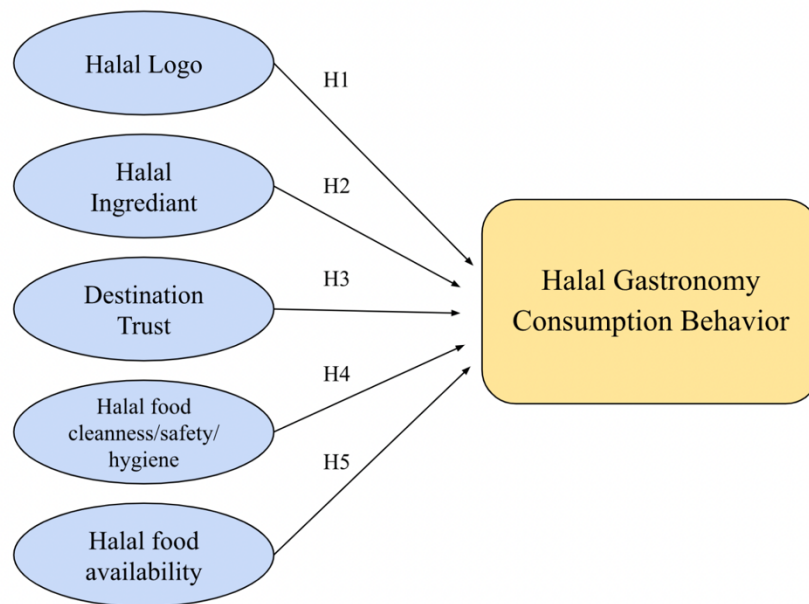 Halal Logo
H1
Halal
Ingrediant
H2
Destination
Trust
H3
Halal food
cleanness/safety/
hygiene
H4
Halal food
availability
H5
Halal Gastronomy
Consumption Behavior